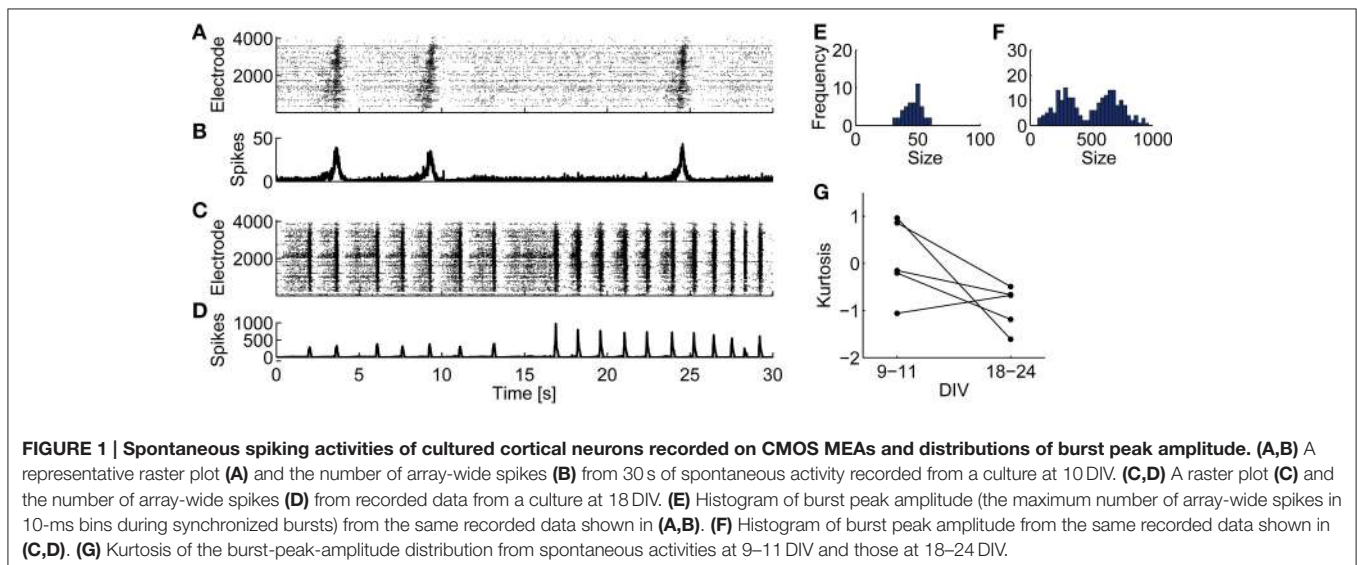 A
4000
2000
Electrode
B
50
0
Spikes
C
4000
2000
Electrode
D
1000
500
0
Spikes
0 5 10 15 20 25 30
Time [s]
E
20
10
0
Frequency
0 100
Size
F
30
20
10
0
0 500 1000
Size
G
1
0
−1
−2
Kurtosis
9−11 18−24
DIV
FIGURE 1 | Spontaneous spiking activities of cultured cortical neurons recorded on CMOS MEAs and distributions of burst peak amplitude. (A,B) A
representative raster plot (A) and the number of array-wide spikes (B) from 30 s of spontaneous activity recorded from a culture at 10 DIV. (C,D) A raster plot (C) and
the number of array-wide spikes (D) from recorded data from a culture at 18 DIV. (E) Histogram of burst peak amplitude (the maximum number of array-wide spikes in
10-ms bins during synchronized bursts) from the same recorded data shown in (A,B). (F) Histogram of burst peak amplitude from the same recorded data shown in
(C,D). (G) Kurtosis of the burst-peak-amplitude distribution from spontaneous activities at 9–11 DIV and those at 18–24 DIV.